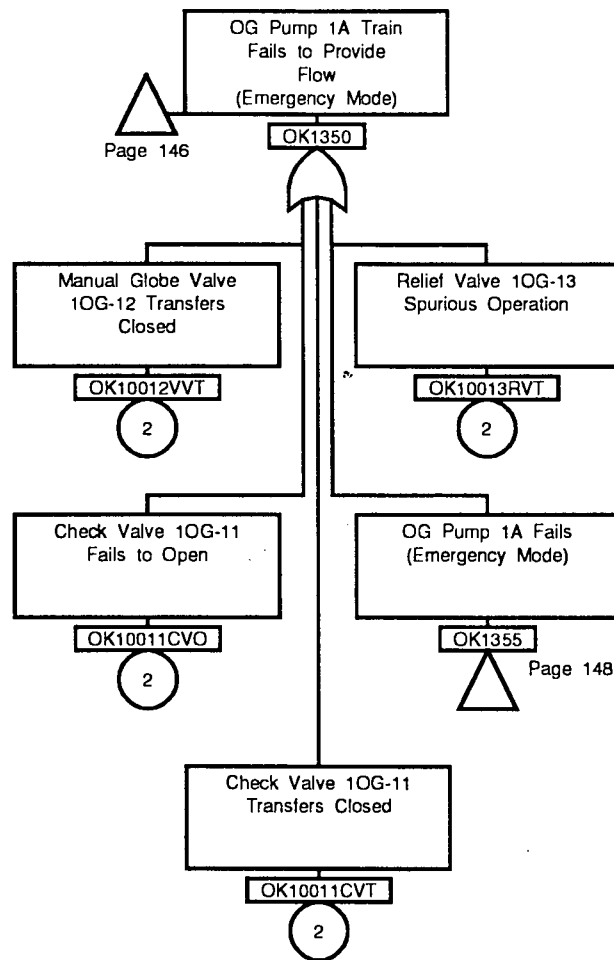 OG Pump 1A Train
Fails to Provide
Flow
(Emergency Mode)
OK1350
Page 146
Manual Globe Valve
1OG-12 Transfers
Closed
OK10012VVT
2
Relief Valve 1OG-13
Spurious Operation
OK10013RVT
2
Check Valve 1OG-11
Fails to Open
OK10011CVO
2
OG Pump 1A Fails
(Emergency Mode)
OK1355
Page 148
Check Valve 1OG-11
Transfers Closed
OK10011CVT
2